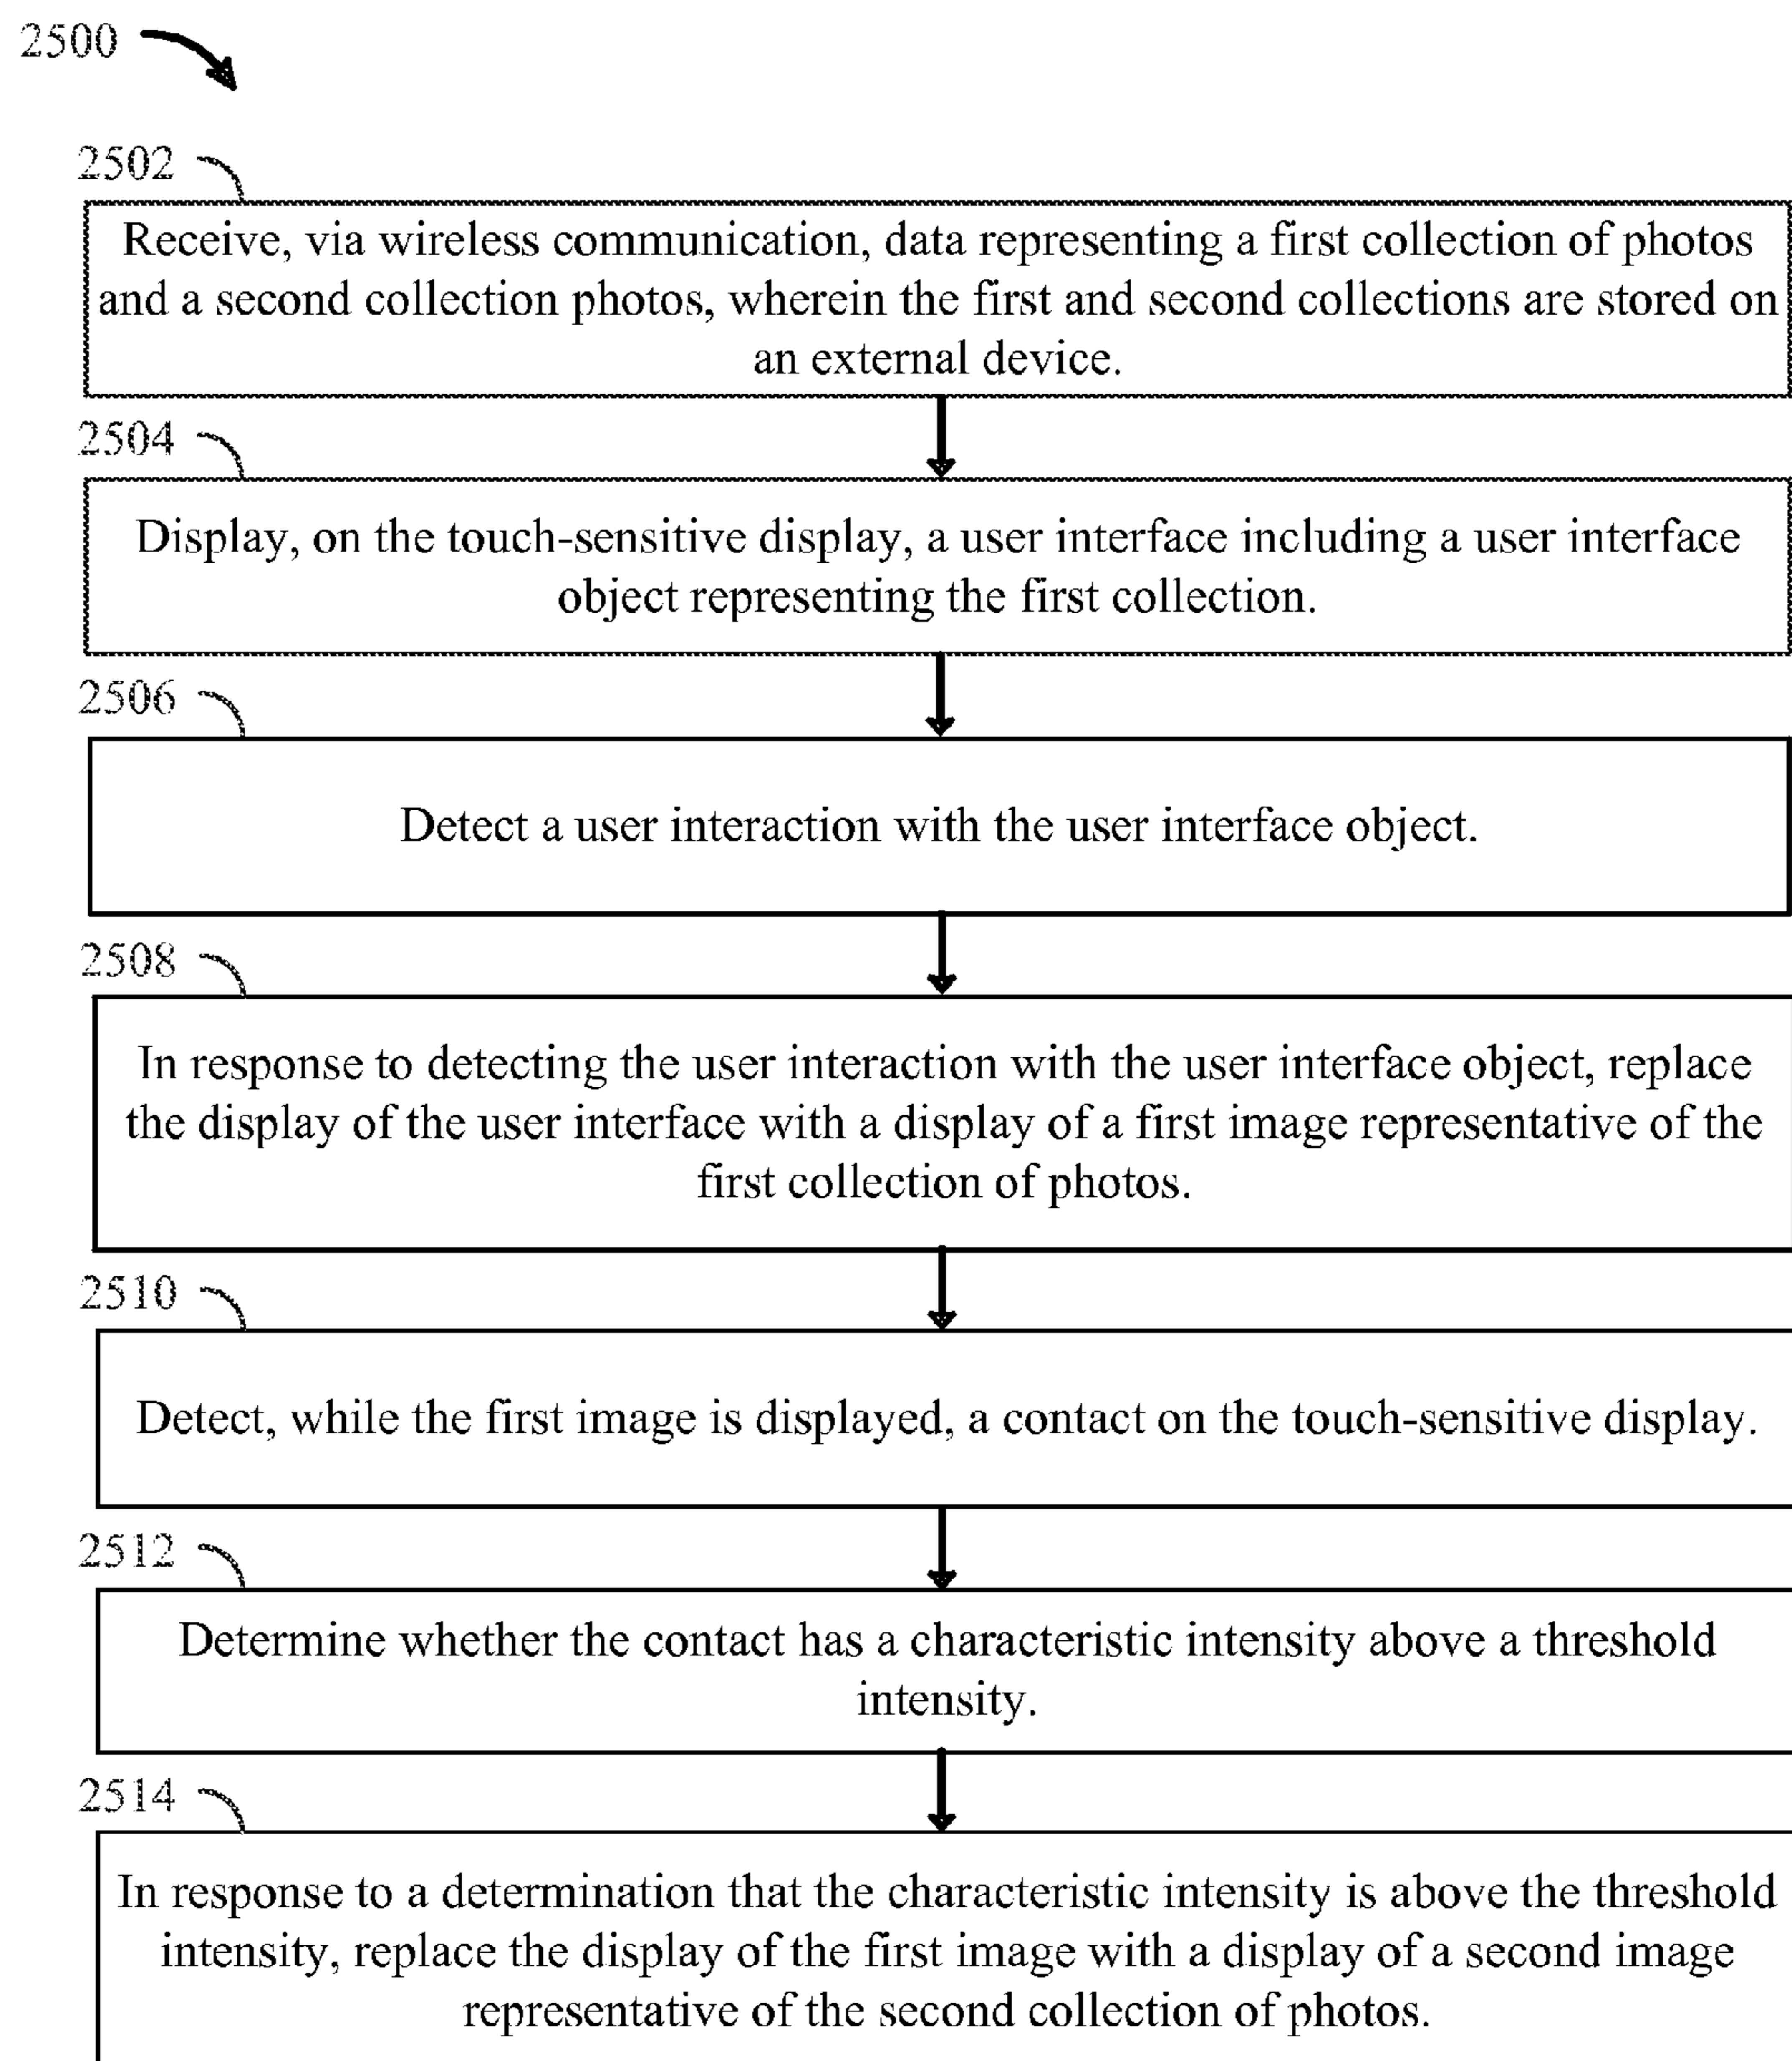 2500
2502
Receive, via wireless communication, data representing a first collection of photos
and a second collection photos, wherein the first and second collections are stored on
an external device.
2504
Display, on the touch-sensitive display, a user interface including a user interface
object representing the first collection.
2506
Detect a user interaction with the user interface object.
2508
In response to detecting the user interaction with the user interface object, replace
the display of the user interface with a display of a first image representative of the
first collection of photos.
2510
Detect, while the first image is displayed, a contact on the touch-sensitive display.
2512
Determine whether the contact has a characteristic intensity above a threshold
intensity.
2514
In response to a determination that the characteristic intensity is above the threshold
intensity, replace the display of the first image with a display of a second image
representative of the second collection of photos.